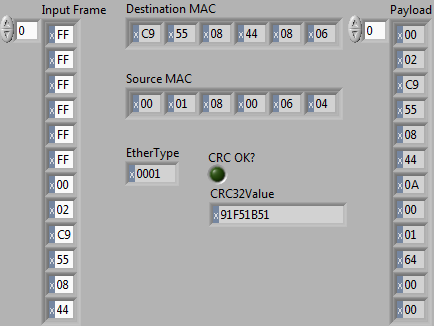 Input Frame
0
x FF
x FF
x FF
x FF
x FF
x FF
x 00
x 02
x C9
x 55
x 08
x 44
Destination MAC
x C9 x 55 x 08 x 44 x 08 x 06
Source MAC
x 00 x 01 x 08 x 00 x 06 x 04
EtherType
x 0001
CRC OK?
CRC32Value
x 91F51B51
Payload
0
x 00
x 02
x C9
x 55
x 08
x 44
x 0A
x 00
x 01
x 64
x 00
x 00